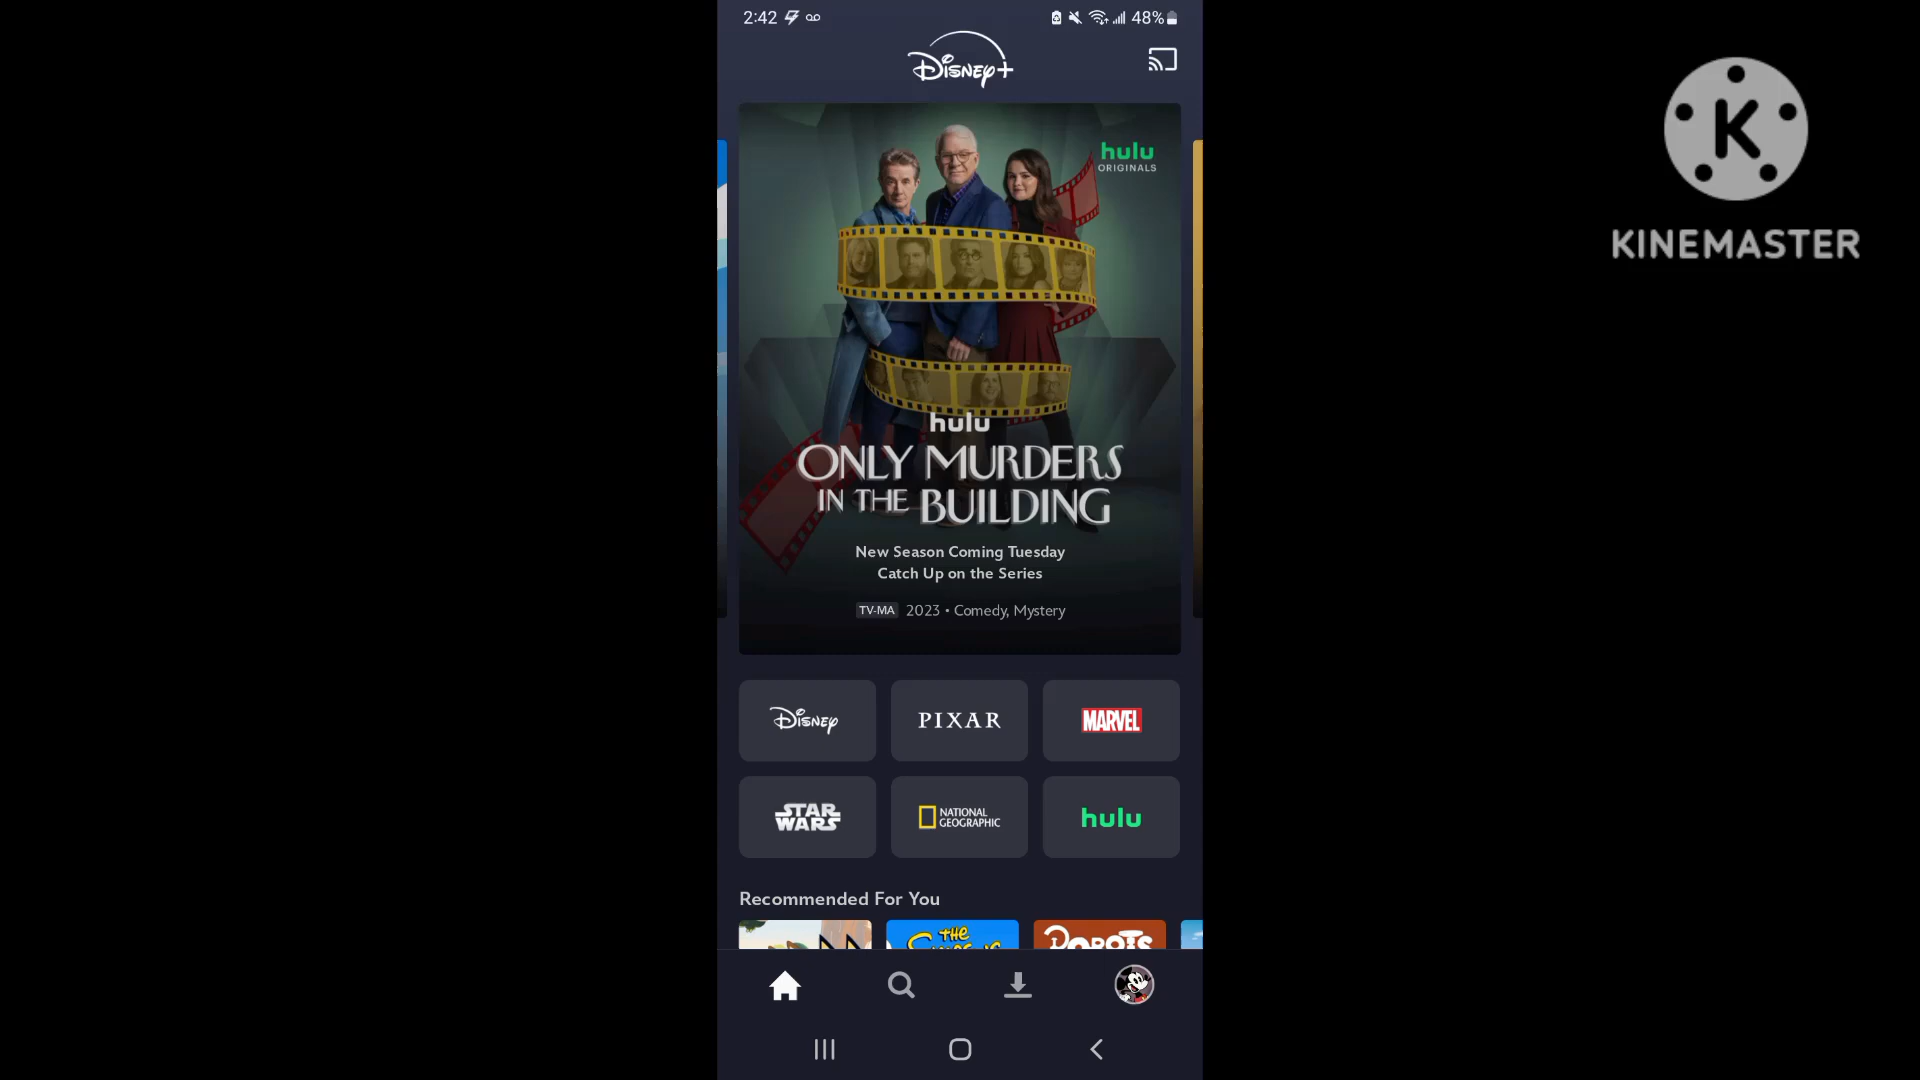 2:42
48%
Disney+
hulu
ORIGINALS
hulu
ONLY MURDERS
IN THE BUILDING
New Season Coming Tuesday
Catch Up on the Series
TV-MA 2023 • Comedy, Mystery
Disney
PIXAR
MARVEL
STAR
WARS
NATIONAL
GEOGRAPHIC
hulu
Recommended For You
THE
K
KINEMASTER